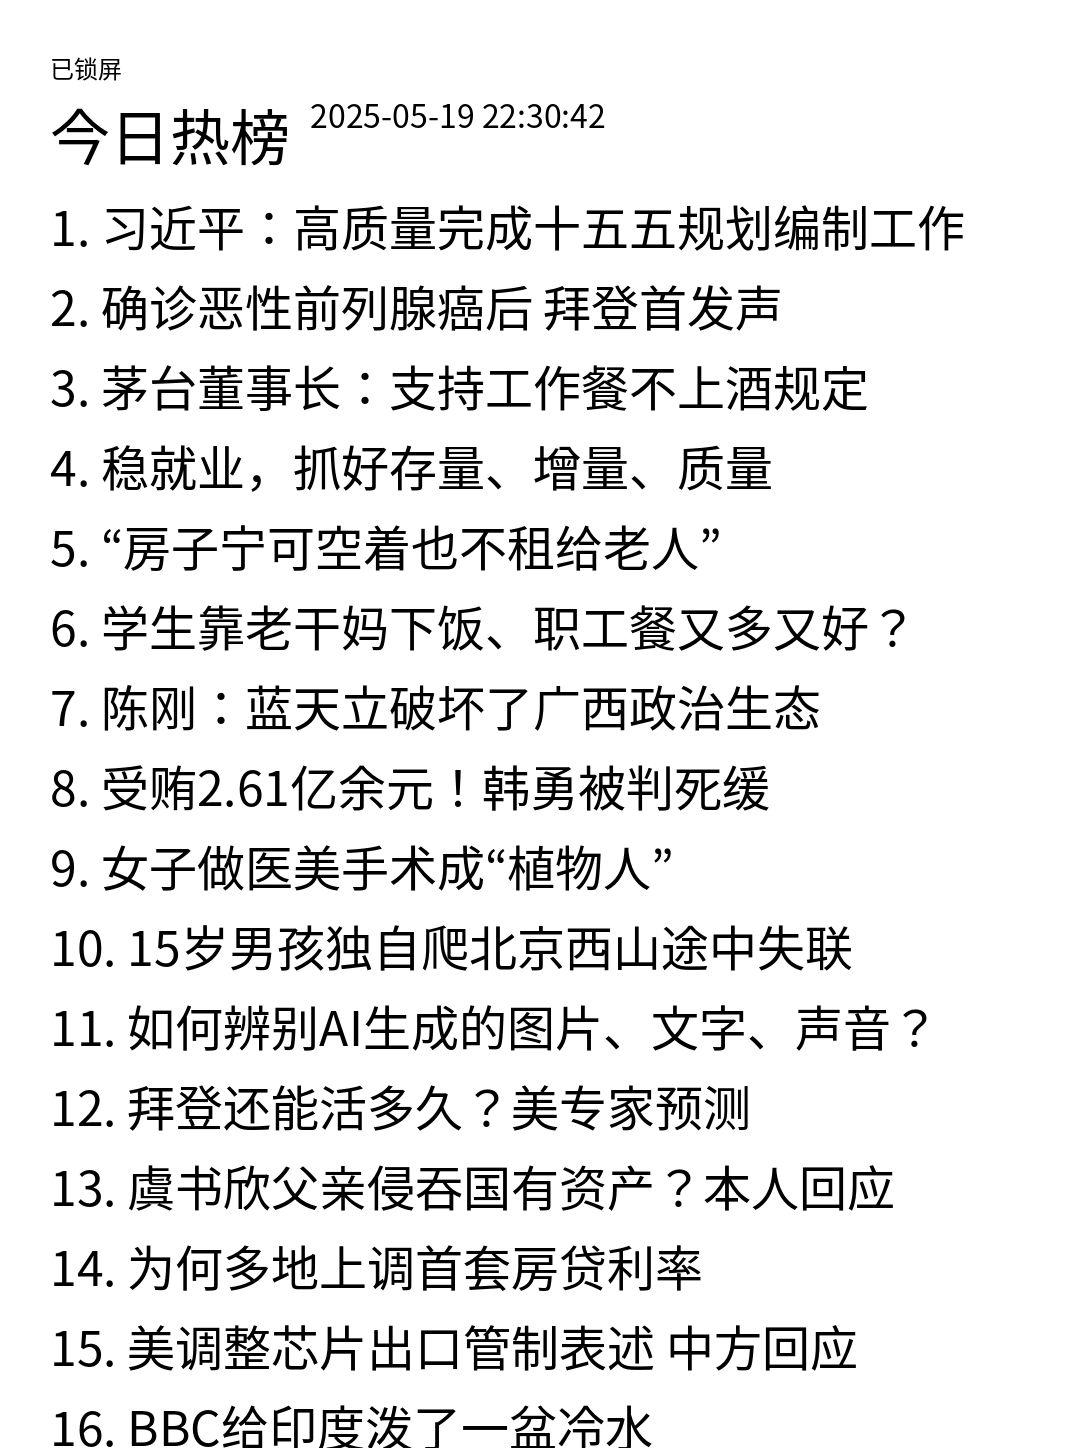 已锁屏
今日热榜 2025-05-19 22:30:42
1. 习近平：高质量完成十五五规划编制工作
2. 确诊恶性前列腺癌后 拜登首发声
3. 茅台董事长：支持工作餐不上酒规定
4. 稳就业，抓好存量、增量、质量
5. “房子宁可空着也不租给老人”
6. 学生靠老干妈下饭、职工餐又多又好？
7. 陈刚：蓝天立破坏了广西政治生态
8. 受贿2.61亿余元！韩勇被判死缓
9. 女子做医美手术成“植物人”
10. 15岁男孩独自爬北京西山途中失联
11. 如何辨别AI生成的图片、文字、声音？
12. 拜登还能活多久？美专家预测
13. 虞书欣父亲侵吞国有资产？本人回应
14. 为何多地上调首套房贷利率
15. 美调整芯片出口管制表述 中方回应
16. BBC给印度泼了一盆冷水